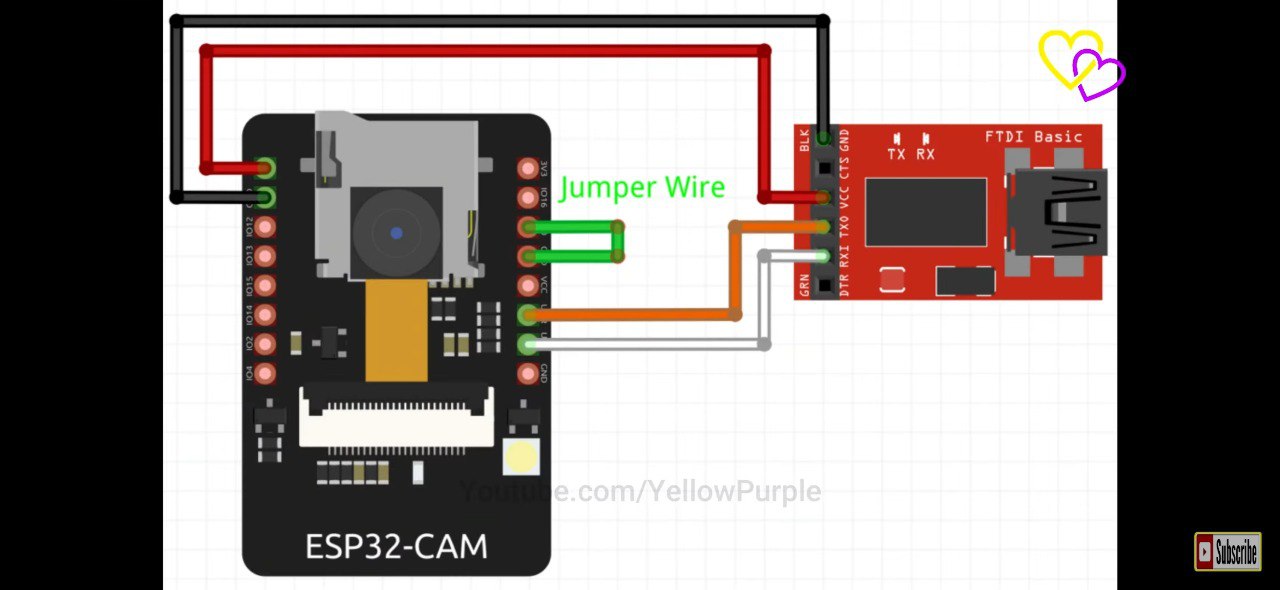 FTDI Basic
TX RX
BLK
GND
CTS
VCC
TXO
RXI
DTR
GRN
Jumper Wire
3V3
IO16
VCC
GND
IO12
IO13
IO15
IO14
IO2
IO4
Youtube.com/YellowPurple
ESP32-CAM
Subscribe